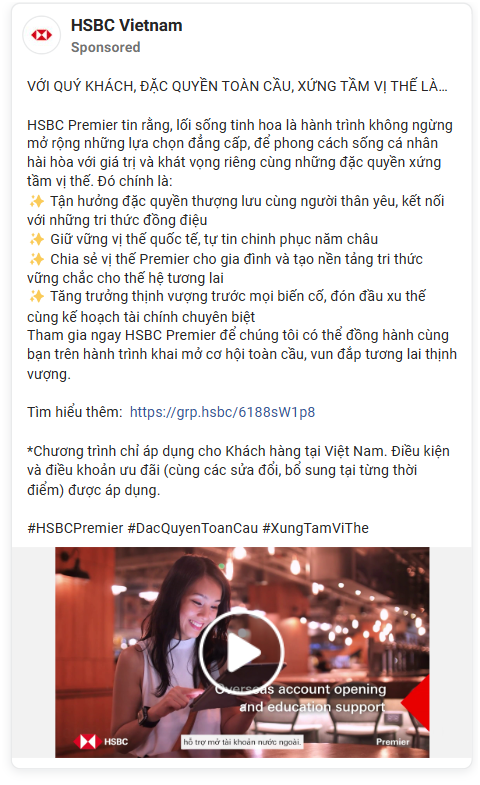 HSBC Vietnam
Sponsored
VỚI QUÝ KHÁCH, ĐẶC QUYỀN TOÀN CẦU, XỨNG TẦM VỊ THẾ LÀ...
HSBC Premier tin rằng, lối sống tinh hoa là hành trình không ngừng
mở rộng những lựa chọn đẳng cấp, để phong cách sống cá nhân
hài hòa với giá trị và khát vọng riêng cùng những đặc quyền xứng
tầm vị thế. Đó chính là:
✨ Tận hưởng đặc quyền thượng lưu cùng người thân yêu, kết nối
với những tri thức đồng điệu
✨ Giữ vững vị thế quốc tế, tự tin chinh phục năm châu
✨ Chia sẻ vị thế Premier cho gia đình và tạo nền tảng tri thức
vững chắc cho thế hệ tương lai
✨ Tăng trưởng thịnh vượng trước mọi biến cố, đón đầu xu thế
cùng kế hoạch tài chính chuyên biệt
Tham gia ngay HSBC Premier để chúng tôi có thể đồng hành cùng
bạn trên hành trình khai mở cơ hội toàn cầu, vun đắp tương lai thịnh
vượng.
Tìm hiểu thêm: https://grp.hsbc/6188sW1p8
*Chương trình chỉ áp dụng cho Khách hàng tại Việt Nam. Điều kiện
và điều khoản ưu đãi (cùng các sửa đổi, bổ sung tại từng thời
điểm) được áp dụng.
#HSBCPremier #DacQuyenToanCau #XungTamViThe
Overseas account opening
and education support
HSBC
hỗ trợ mở tài khoản nước ngoài.
Premier